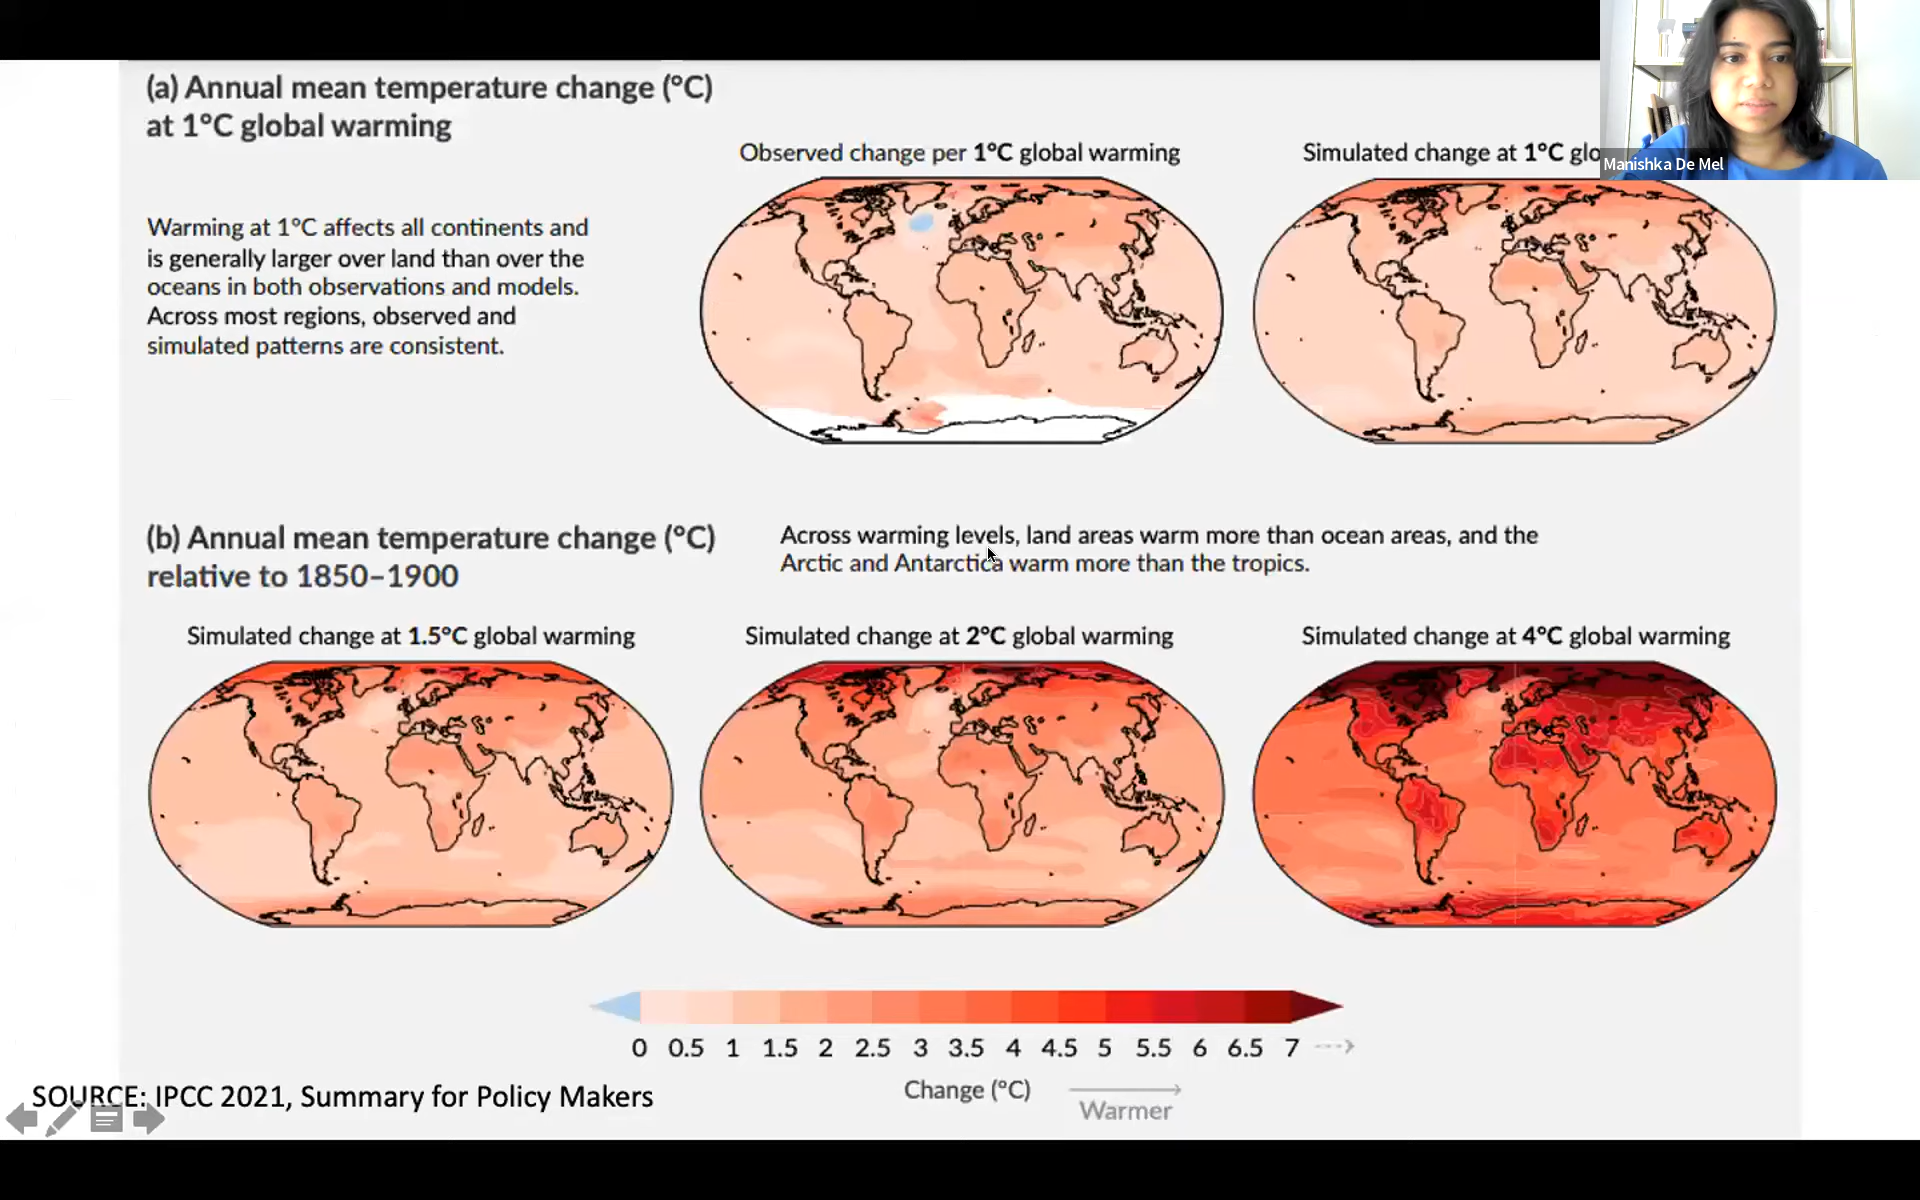 (a) Annual mean temperature change (°C)
at 1°C global warming
Observed change per 1°C global warming
Simulated change at 1°C glo
Manishka De Mel
Warming at 1°C affects all continents and
is generally larger over land than over the
oceans in both observations and models.
Across most regions, observed and
simulated patterns are consistent.
(b) Annual mean temperature change (°C)
relative to 1850–1900
Across warming levels, land areas warm more than ocean areas, and the
Arctic and Antarctica warm more than the tropics.
Simulated change at 1.5°C global warming
Simulated change at 2°C global warming
Simulated change at 4°C global warming
0 0.5 1 1.5 2 2.5 3 3.5 4 4.5 5 5.5 6 6.5 7
Change (°C)
Warmer
SOURCE: IPCC 2021, Summary for Policy Makers